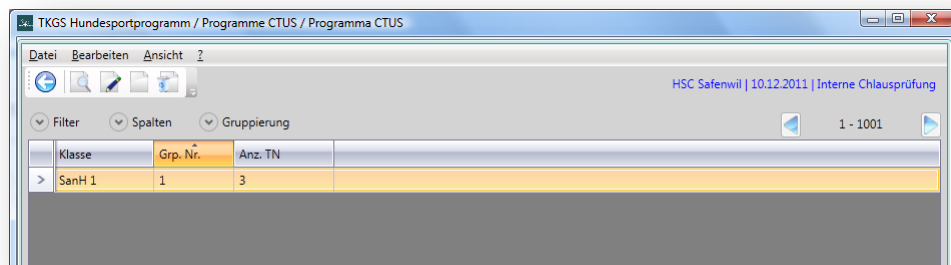 TKGS Hundesportprogramm / Programme CTUS / Programma CTUS
Datei Bearbeiten Ansicht ?
HSC Safenwil | 10.12.2011 | Interne Chlausprüfung
Filter Spalten Gruppierung 1 - 1001
Klasse Grp. Nr. Anz. TN
> SanH 1 1 3